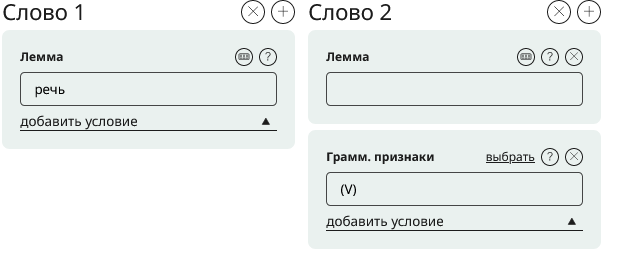 Слово 1
Слово 2
Лемма
?
речь
добавить условие
Лемма
?
Грамм. признаки
выбрать
?
(V)
добавить условие